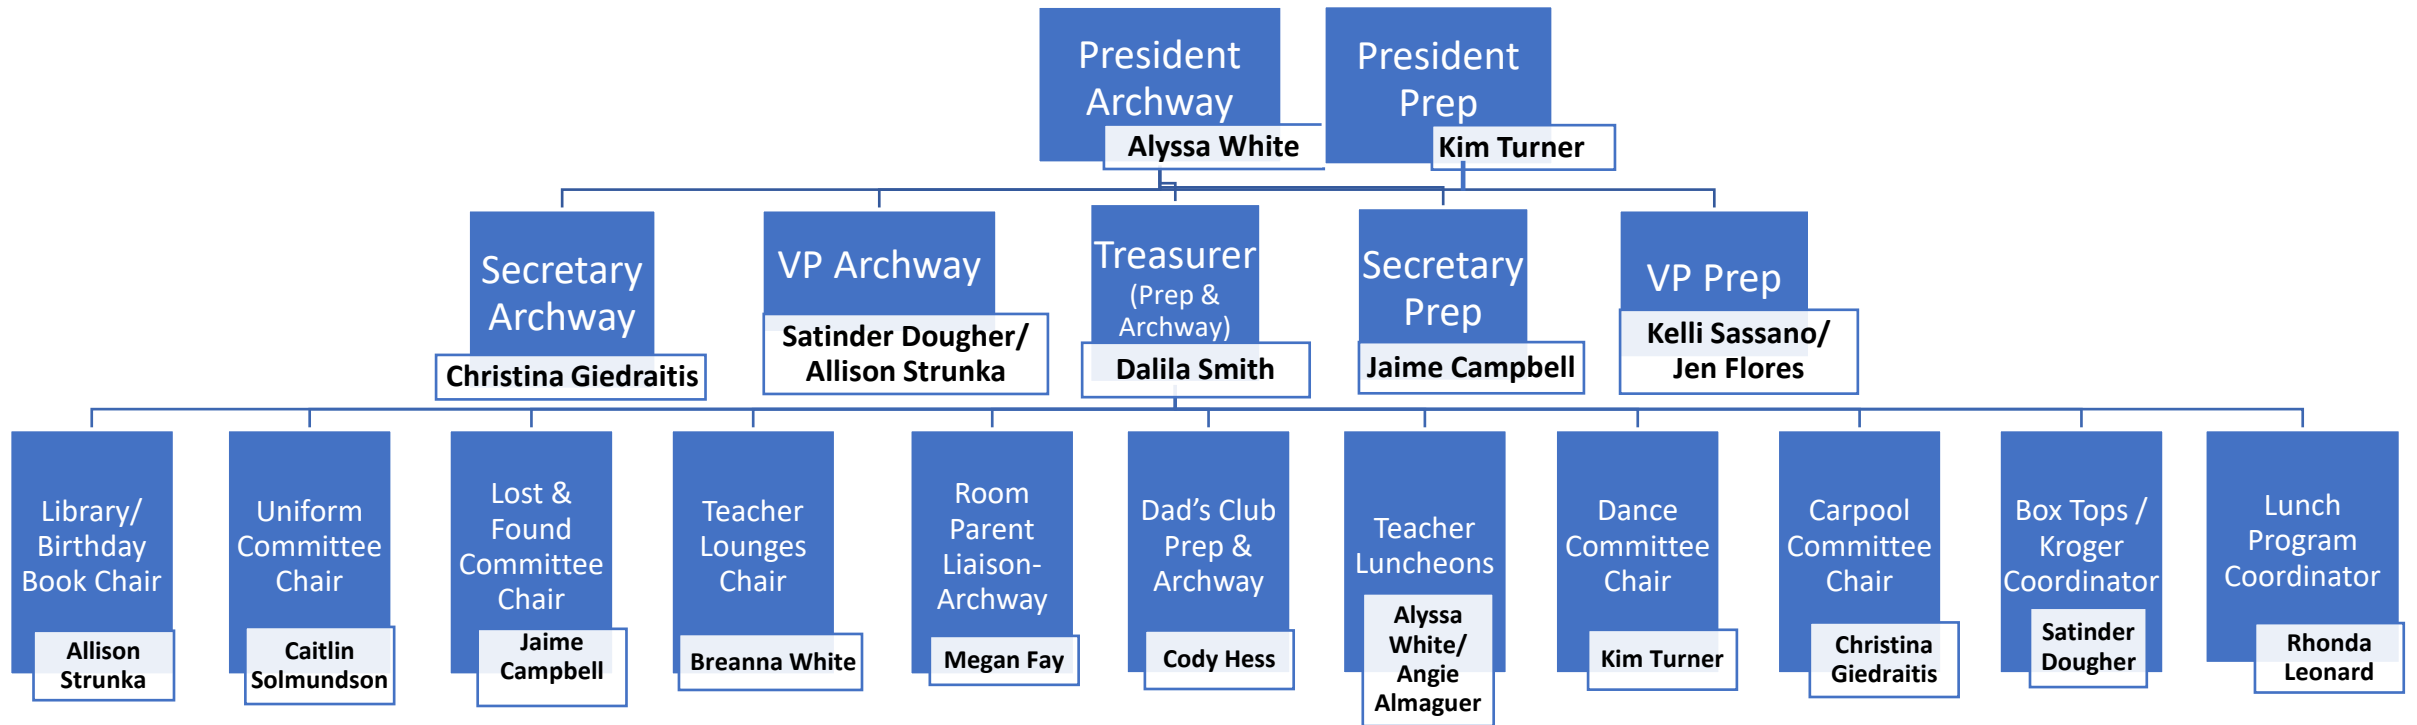 President
Archway
Alyssa White
President
Prep
Kim Turner
Secretary
Archway
Christina Giedraitis
VP Archway
Satinder Dougher/
Allison Strunka
Treasurer
(Prep &
Archway)
Dalila Smith
Secretary
Prep
Jaime Campbell
VP Prep
Kelli Sassano/
Jen Flores
Library/
Birthday
Book Chair
Allison
Strunka
Uniform
Committee
Chair
Caitlin
Solmundson
Lost &
Found
Committee
Chair
Jaime
Campbell
Teacher
Lounges
Chair
Breanna White
Room
Parent
Liaison-
Archway
Megan Fay
Dad’s Club
Prep &
Archway
Cody Hess
Teacher
Luncheons
Alyssa
White/
Angie
Almaguer
Dance
Committee
Chair
Kim Turner
Carpool
Committee
Chair
Christina
Giedraitis
Box Tops /
Kroger
Coordinator
Satinder
Dougher
Lunch
Program
Coordinator
Rhonda
Leonard